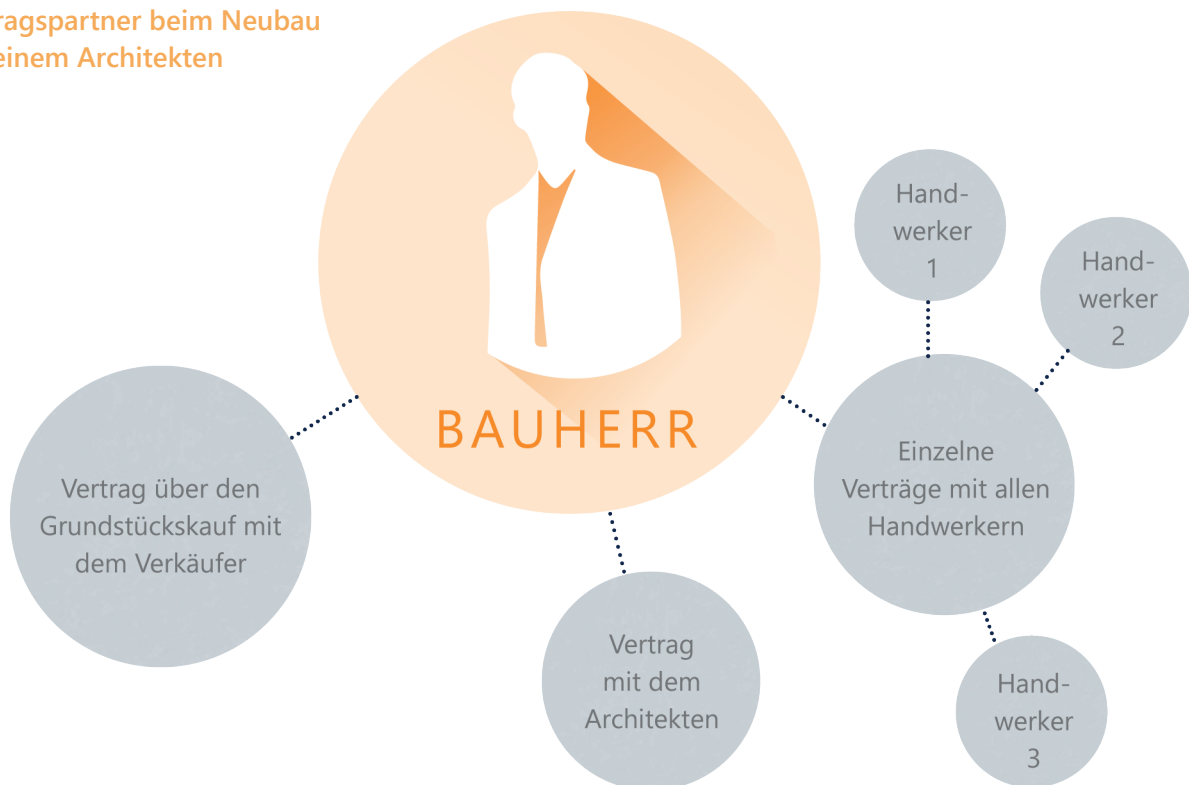 ragspartner beim Neubau
einem Architekten
BAUHERR
Hand-
werker
1
Hand-
werker
2
Einzelne
Verträge mit allen
Handwerkern
Vertrag über den
Grundstückskauf mit
dem Verkäufer
Vertrag
mit dem
Architekten
Hand-
werker
3